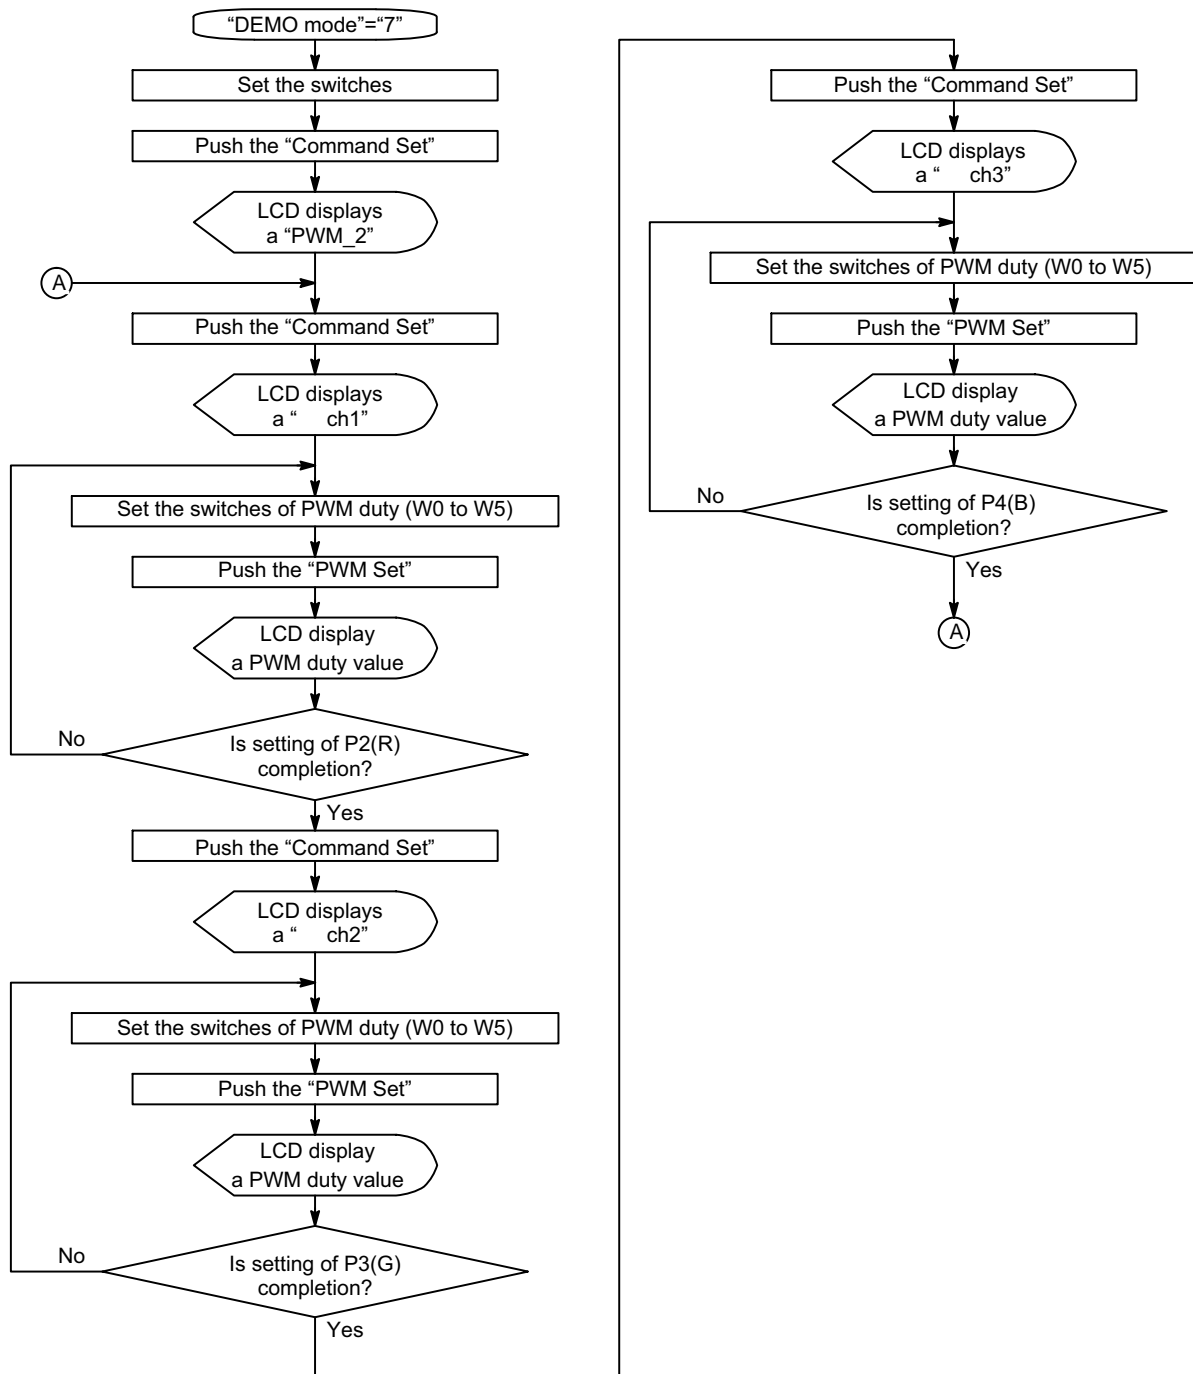 “DEMO mode”=“7”
Set the switches
Push the “Command Set”
LCD displays
a “PWM_2”
A
Push the “Command Set”
LCD displays
a “ ch1”
Set the switches of PWM duty (W0 to W5)
Push the “PWM Set”
LCD display
a PWM duty value
No
Is setting of P2(R)
completion?
Yes
Push the “Command Set”
LCD displays
a “ ch2”
Set the switches of PWM duty (W0 to W5)
Push the “PWM Set”
LCD display
a PWM duty value
No
Is setting of P3(G)
completion?
Yes
Push the “Command Set”
LCD displays
a “ ch3”
Set the switches of PWM duty (W0 to W5)
Push the “PWM Set”
LCD display
a PWM duty value
No
Is setting of P4(B)
completion?
Yes
A